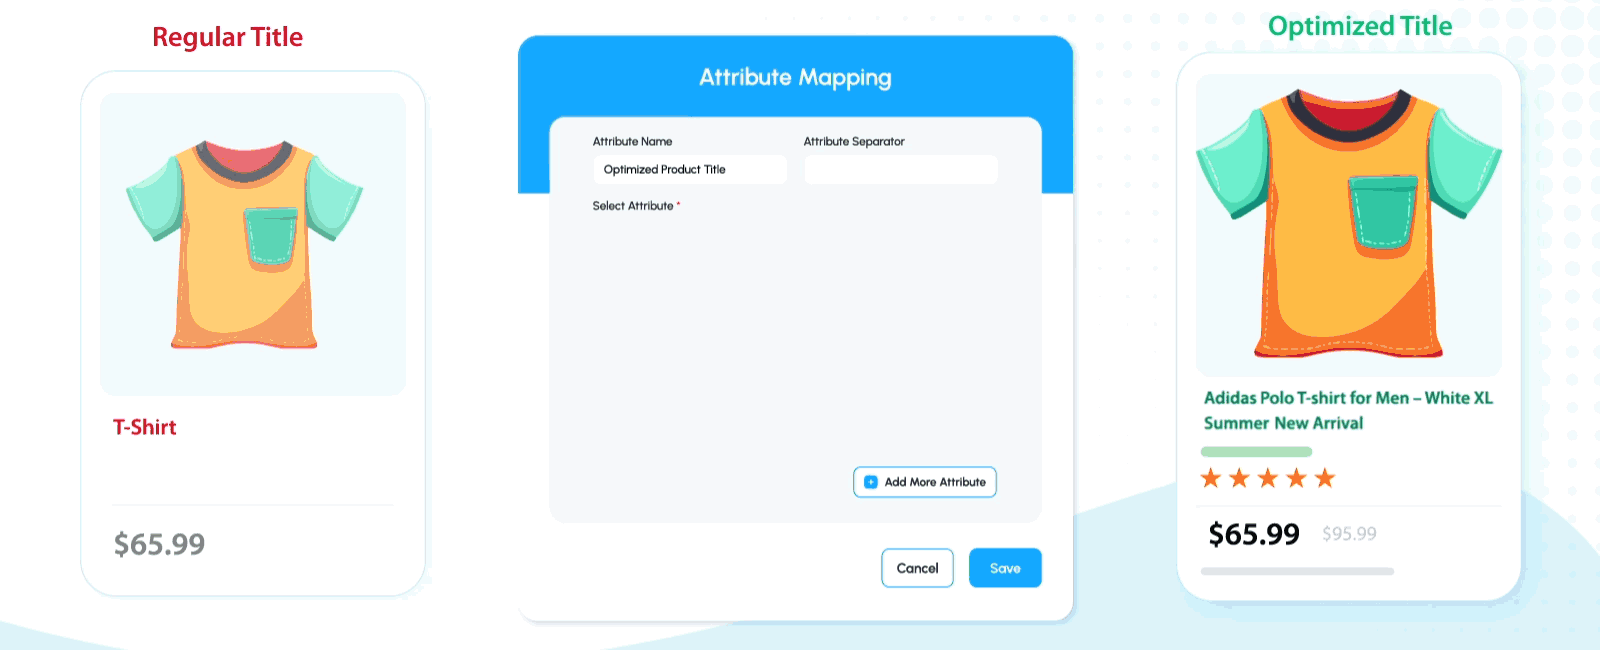 Regular Title
T-Shirt
$65.99
Attribute Mapping
Attribute Name
Attribute Separator
Optimized Product Title
Select Attribute *
+ Add More Attribute
Cancel
Save
Optimized Title
Adidas Polo T-shirt for Men – White XL
Summer New Arrival
$65.99 $95.99